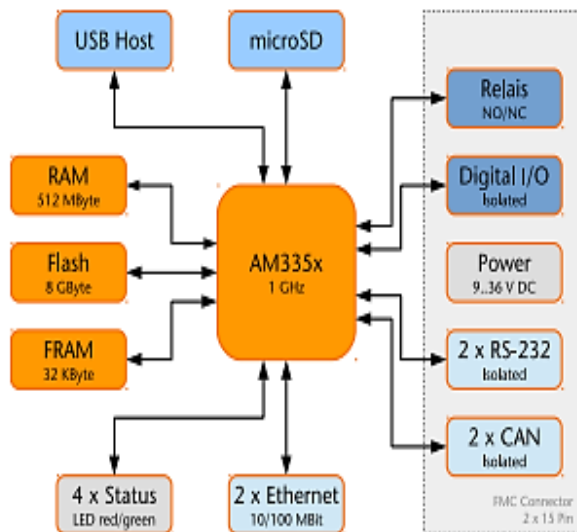 USB Host
microSD
Relais
NO/NC
RAM
512 MByte
Digital I/O
Isolated
Flash
8 GByte
AM335x
1 GHz
Power
9..36 V DC
FRAM
32 KByte
2 x RS-232
Isolated
2 x CAN
Isolated
4 x Status
LED red/green
2 x Ethernet
10/100 MBit
FMC Connector
2 x 15 Pin